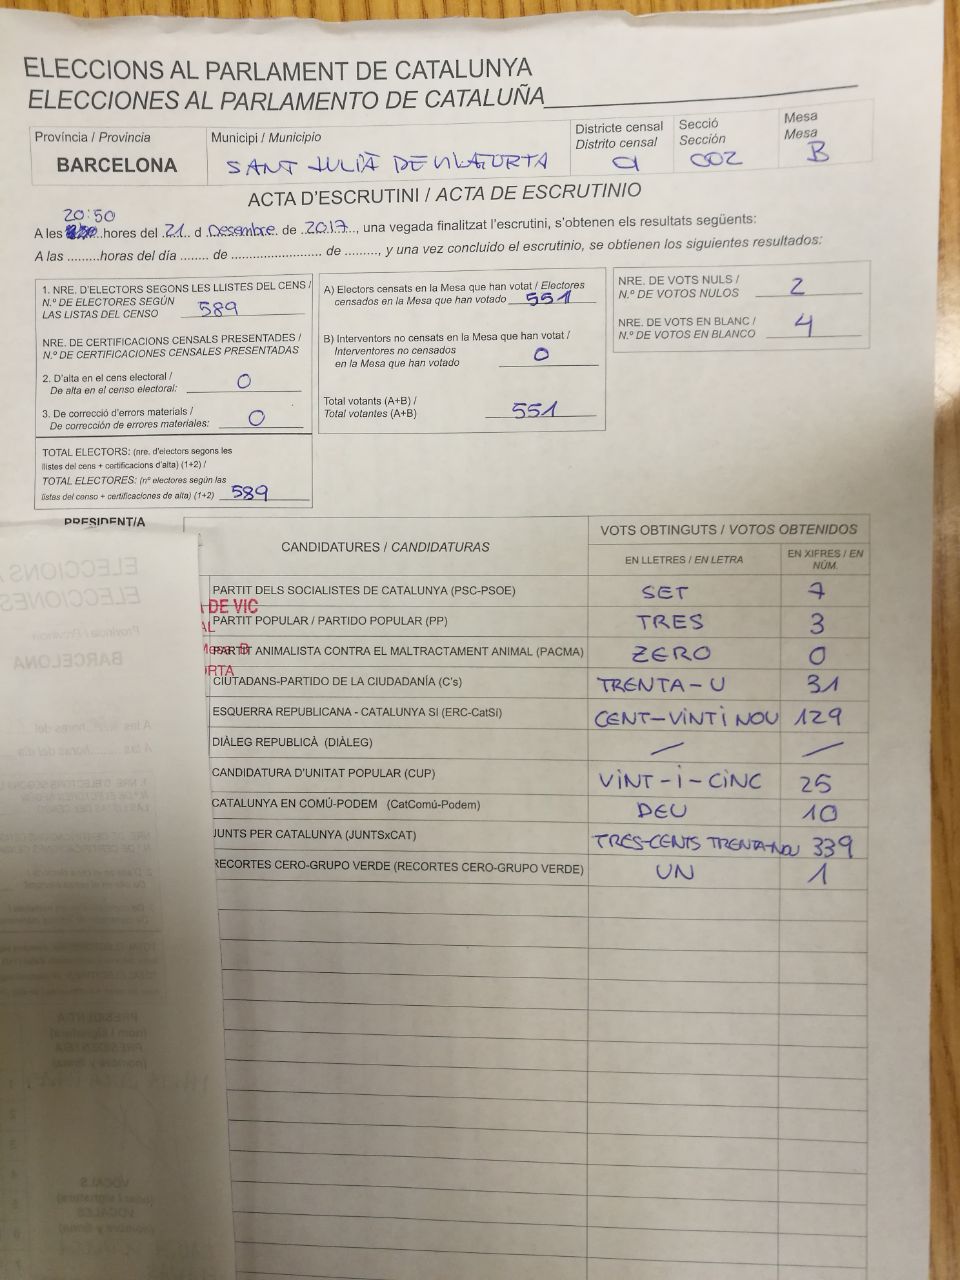 ELECCIONS AL PARLAMENT DE CATALUNYA
ELECCIONES AL PARLAMENTO DE CATALUÑA
Província / Provincia
BARCELONA
Municipi / Municipio
SANT JULIÀ DE VILATORTA
Districte censal
Distrito censal
Secció
Sección
002
Mesa
Mesa
B
ACTA D'ESCRUTINI / ACTA DE ESCRUTINIO
20:50
A les ......hores del 21 d Desembre de 2017, una vegada finalitzat l'escrutini, s'obtenen els resultats següents:
A las .........horas del día ........ de ......................... de ........., y una vez concluido el escrutinio, se obtienen los siguientes resultados:
1. NRE. D'ELECTORS SEGONS LES LLISTES DEL CENS /
N.º DE ELECTORES SEGÚN
LAS LISTAS DEL CENSO 589
NRE. DE CERTIFICACIONS CENSALS PRESENTADES /
N.º DE CERTIFICACIONES CENSALES PRESENTADAS
2. D'alta en el cens electoral /
De alta en el censo electoral: 0
3. De correcció d'errors materials /
De corrección de errores materiales: 0
TOTAL ELECTORS: (nre. d'electors segons les
llistes del cens + certificacions d'alta) (1+2) /
TOTAL ELECTORES: (nº electores según las
listas del censo + certificaciones de alta) (1+2) 589
A) Electors censats en la Mesa que han votat / Electores
censados en la Mesa que han votado 551
B) Interventors no censats en la Mesa que han votat /
Interventores no censados
en la Mesa que han votado 0
Total votants (A+B) /
Total votantes (A+B) 551
NRE. DE VOTS NULS /
N.º DE VOTOS NULOS 2
NRE. DE VOTS EN BLANC /
N.º DE VOTOS EN BLANCO 4
PRESIDENT/A
CANDIDATURES / CANDIDATURAS
VOTS OBTINGUTS / VOTOS OBTENIDOS
EN LLETRES / EN LETRA
EN XIFRES / EN
NÚM.
PARTIT DELS SOCIALISTES DE CATALUNYA (PSC-PSOE) SET 7
DE VIC
PARTIT POPULAR / PARTIDO POPULAR (PP) TRES 3
PARTIT ANIMALISTA CONTRA EL MALTRACTAMENT ANIMAL (PACMA) ZERO 0
CIUTADANS-PARTIDO DE LA CIUDADANÍA (C's) TRENTA-U 31
ESQUERRA REPUBLICANA - CATALUNYA SI (ERC-CatSí) CENT-VINT I NOU 129
DIÀLEG REPUBLICÀ (DIÀLEG) — —
CANDIDATURA D'UNITAT POPULAR (CUP) VINT-I-CINC 25
CATALUNYA EN COMÚ-PODEM (CatComú-Podem) DEU 10
JUNTS PER CATALUNYA (JUNTSxCAT) TRES-CENTS TRENTA-NOU 339
RECORTES CERO-GRUPO VERDE (RECORTES CERO-GRUPO VERDE) UN 1